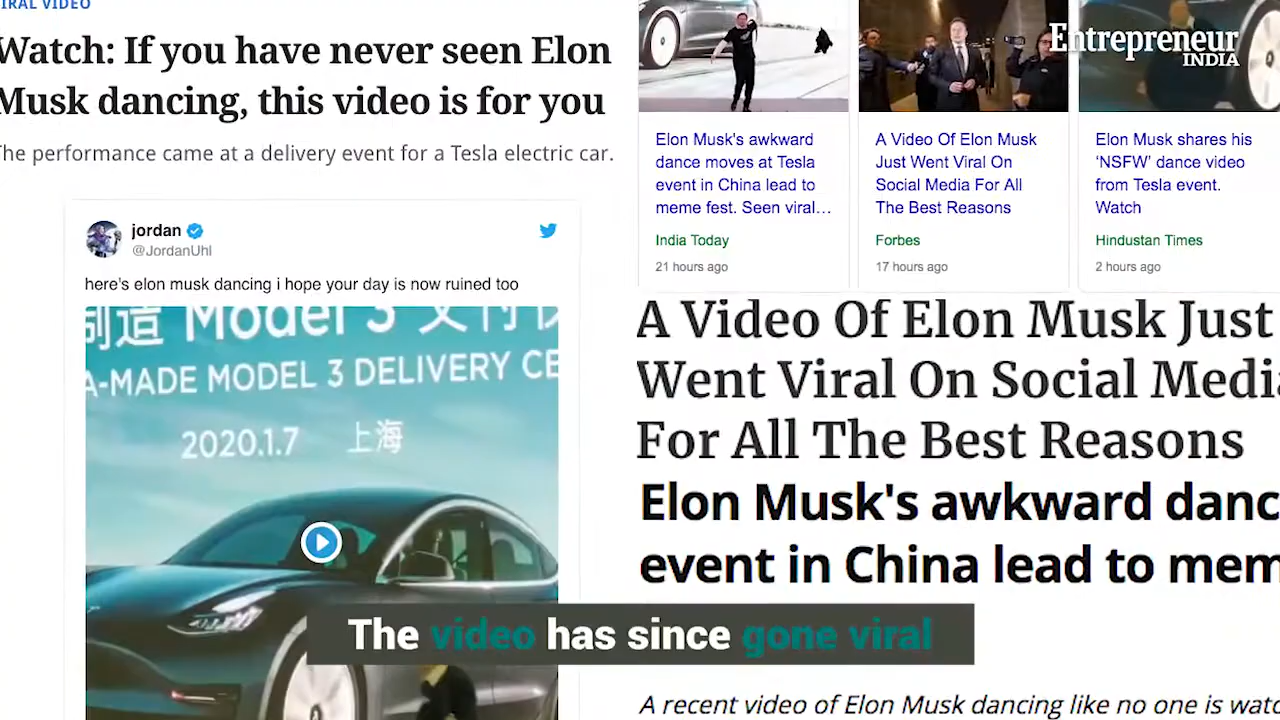 VIRAL VIDEO
Watch: If you have never seen Elon
Musk dancing, this video is for you
The performance came at a delivery event for a Tesla electric car.
jordan
@JordanUhl
here's elon musk dancing i hope your day is now ruined too
制造 Model 3 交付
A-MADE MODEL 3 DELIVERY CE
2020.1.7 上海
Entrepreneur
INDIA
Elon Musk's awkward
dance moves at Tesla
event in China lead to
meme fest. Seen viral...
India Today
21 hours ago
A Video Of Elon Musk
Just Went Viral On
Social Media For All
The Best Reasons
Forbes
17 hours ago
Elon Musk shares his
‘NSFW’ dance video
from Tesla event.
Watch
Hindustan Times
2 hours ago
A Video Of Elon Musk Just
Went Viral On Social Media
For All The Best Reasons
Elon Musk's awkward danc
event in China lead to mem
The video has since gone viral
A recent video of Elon Musk dancing like no one is watc